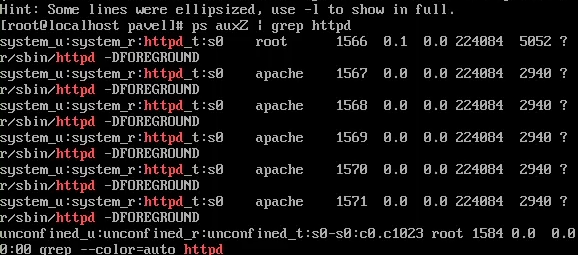 Hint: Some lines were ellipsized, use -l to show in full.
[root@localhost pavel]# ps auxZ | grep httpd
system_u:system_r:httpd_t:s0    root      1566  0.1  0.0 224084  5052 ?
r/sbin/httpd -DFOREGROUND
system_u:system_r:httpd_t:s0    apache    1567  0.0  0.0 224084  2940 ?
r/sbin/httpd -DFOREGROUND
system_u:system_r:httpd_t:s0    apache    1568  0.0  0.0 224084  2940 ?
r/sbin/httpd -DFOREGROUND
system_u:system_r:httpd_t:s0    apache    1569  0.0  0.0 224084  2940 ?
r/sbin/httpd -DFOREGROUND
system_u:system_r:httpd_t:s0    apache    1570  0.0  0.0 224084  2940 ?
r/sbin/httpd -DFOREGROUND
system_u:system_r:httpd_t:s0    apache    1571  0.0  0.0 224084  2940 ?
r/sbin/httpd -DFOREGROUND
unconfined_u:unconfined_r:unconfined_t:s0-s0:c0.c1023 root 1584 0.0  0.0
0:00 grep --color=auto httpd